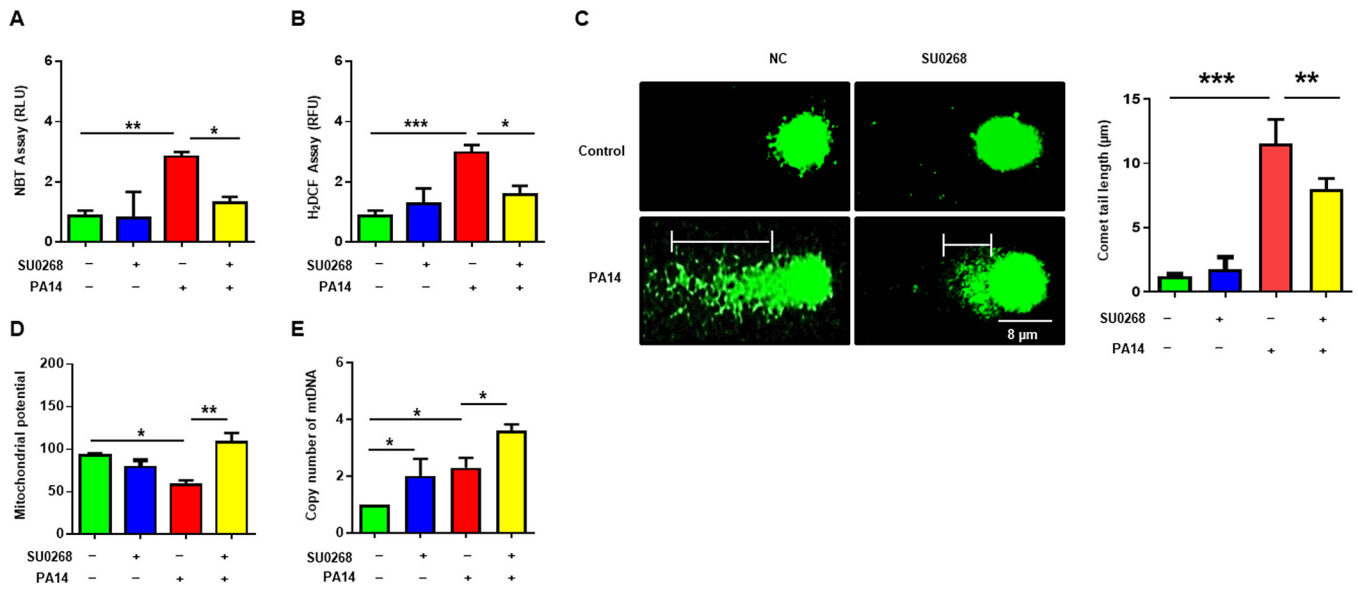 A
NBT Assay (RLU)
6
4
2
0
**
*
SU0268 – + – +
PA14 – – + +
B
H₂DCF Assay (RFU)
6
4
2
0
***
*
SU0268 – + – +
PA14 – – + +
C
NC SU0268
Control
PA14
8 µm
Comet tail length (µm)
15
10
5
0
***
**
SU0268 – + – +
PA14 – – + +
D
Mitochondrial potential
200
150
100
50
0
*
**
SU0268 – + – +
PA14 – – + +
E
Copy number of mtDNA
6
4
2
0
*
*
*
SU0268 – + – +
PA14 – – + +